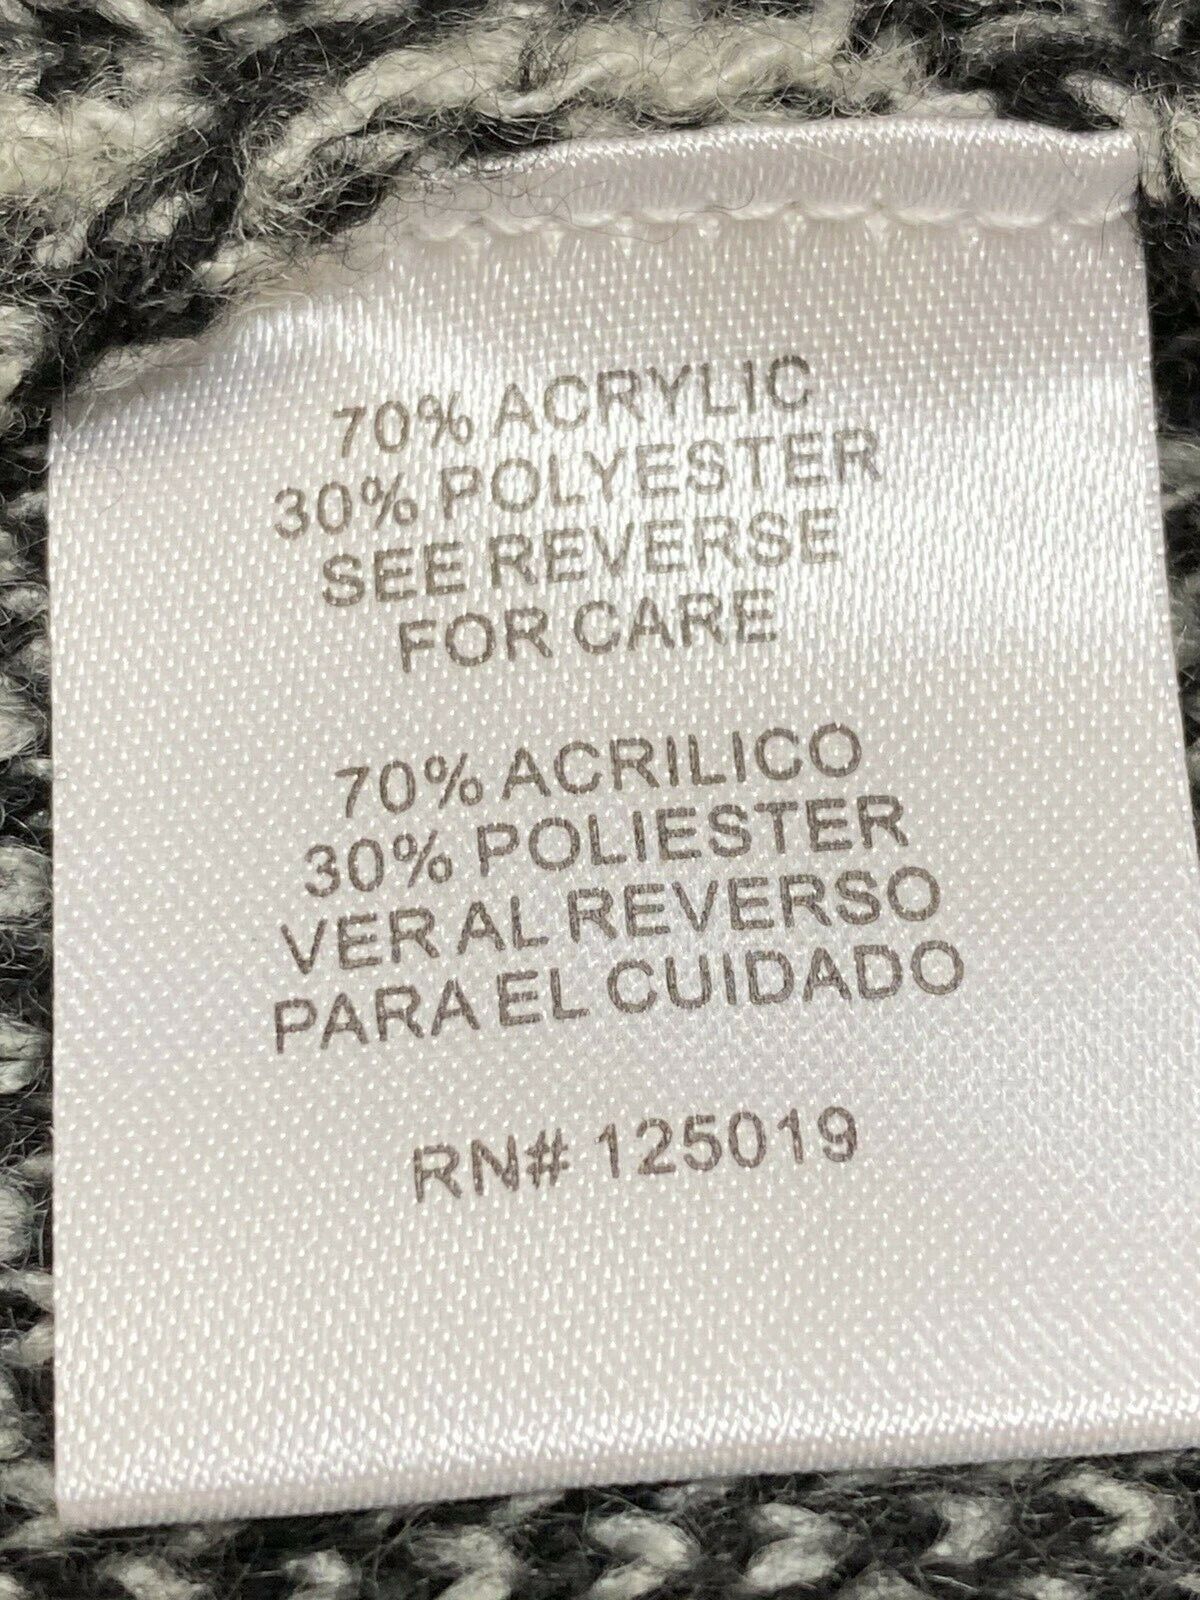 70% ACRYLIC
30% POLYESTER
SEE REVERSE
FOR CARE
70% ACRILICO
30% POLIESTER
VER AL REVERSO
PARA EL CUIDADO
RN# 125019